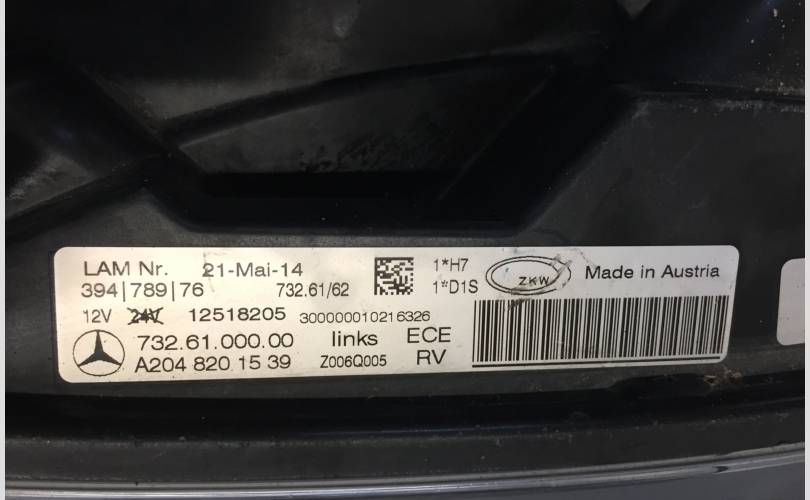 LAM Nr. 21-Mai-14 1*H7 ZKW Made in Austria
394|789|76 732.61/62 1*D1S
12V 24V 12518205 300000010216326
732.61.000.00 links ECE
A204 820 15 39 Z006Q005 RV